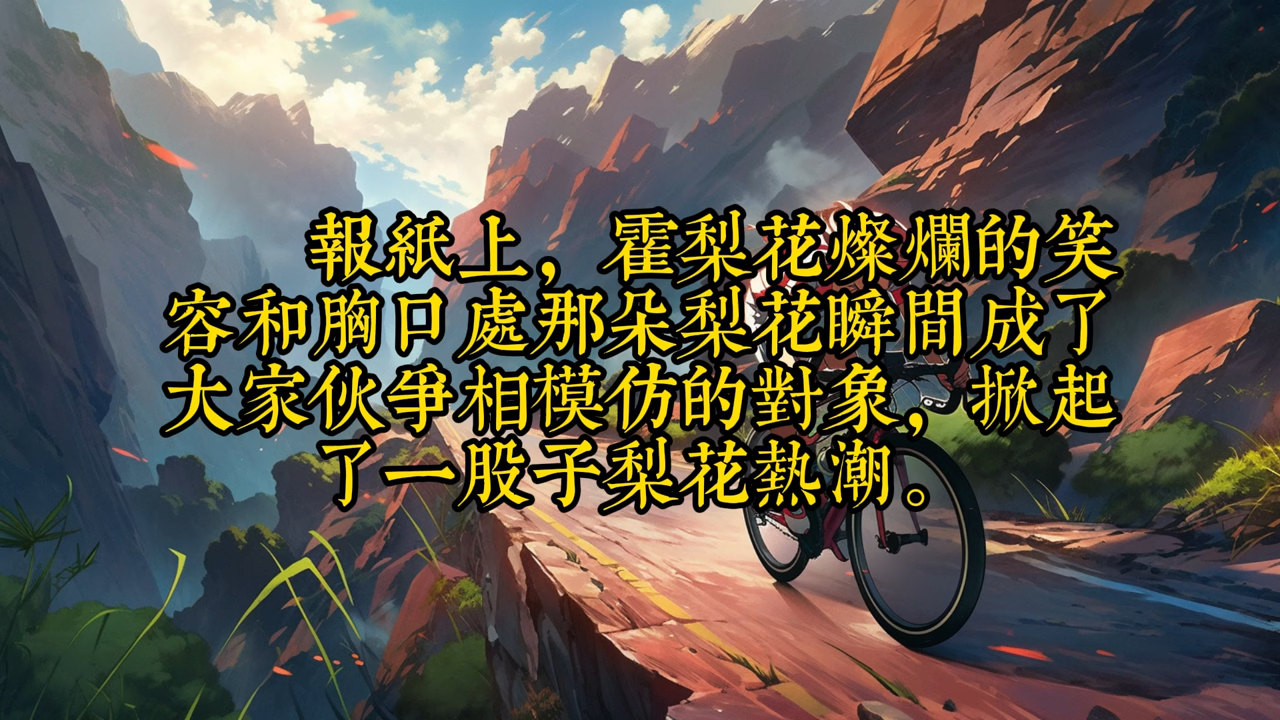 報紙上，霍梨花燦爛的笑
容和胸口處那朵梨花瞬間成了
大家伙爭相模仿的對象，掀起
了一股子梨花熱潮。